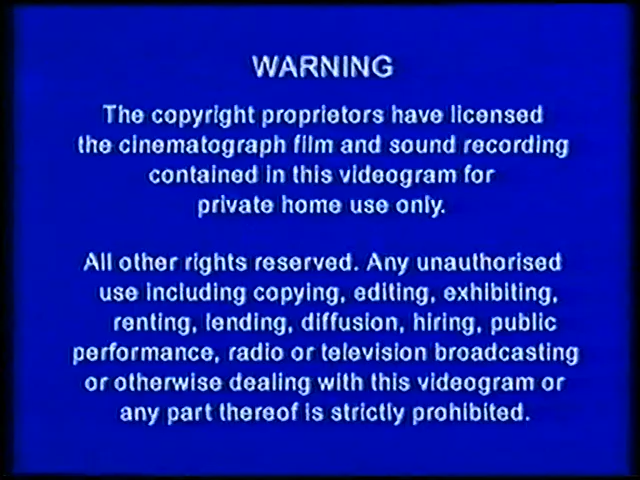 WARNING
The copyright proprietors have licensed
the cinematograph film and sound recording
contained in this videogram for
private home use only.
All other rights reserved. Any unauthorised
use including copying, editing, exhibiting,
renting, lending, diffusion, hiring, public
performance, radio or television broadcasting
or otherwise dealing with this videogram or
any part thereof is strictly prohibited.